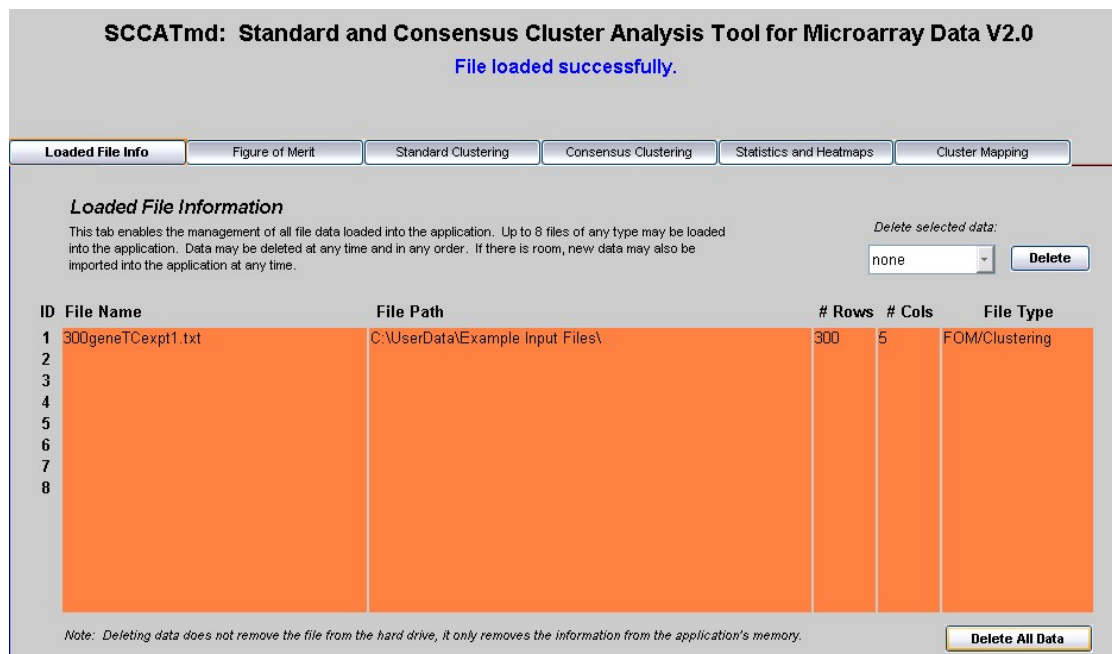 SCCATmd: Standard and Consensus Cluster Analysis Tool for Microarray Data V2.0
File loaded successfully.
Loaded File Info Figure of Merit Standard Clustering Consensus Clustering Statistics and Heatmaps Cluster Mapping
Loaded File Information
This tab enables the management of all file data loaded into the application. Up to 8 files of any type may be loaded
into the application. Data may be deleted at any time and in any order. If there is room, new data may also be
imported into the application at any time.
Delete selected data:
none Delete
ID File Name File Path # Rows # Cols File Type
1 300geneTCexpt1.txt C:\UserData\Example Input Files\ 300 5 FOM/Clustering
2
3
4
5
6
7
8
Note: Deleting data does not remove the file from the hard drive, it only removes the information from the application's memory.
Delete All Data